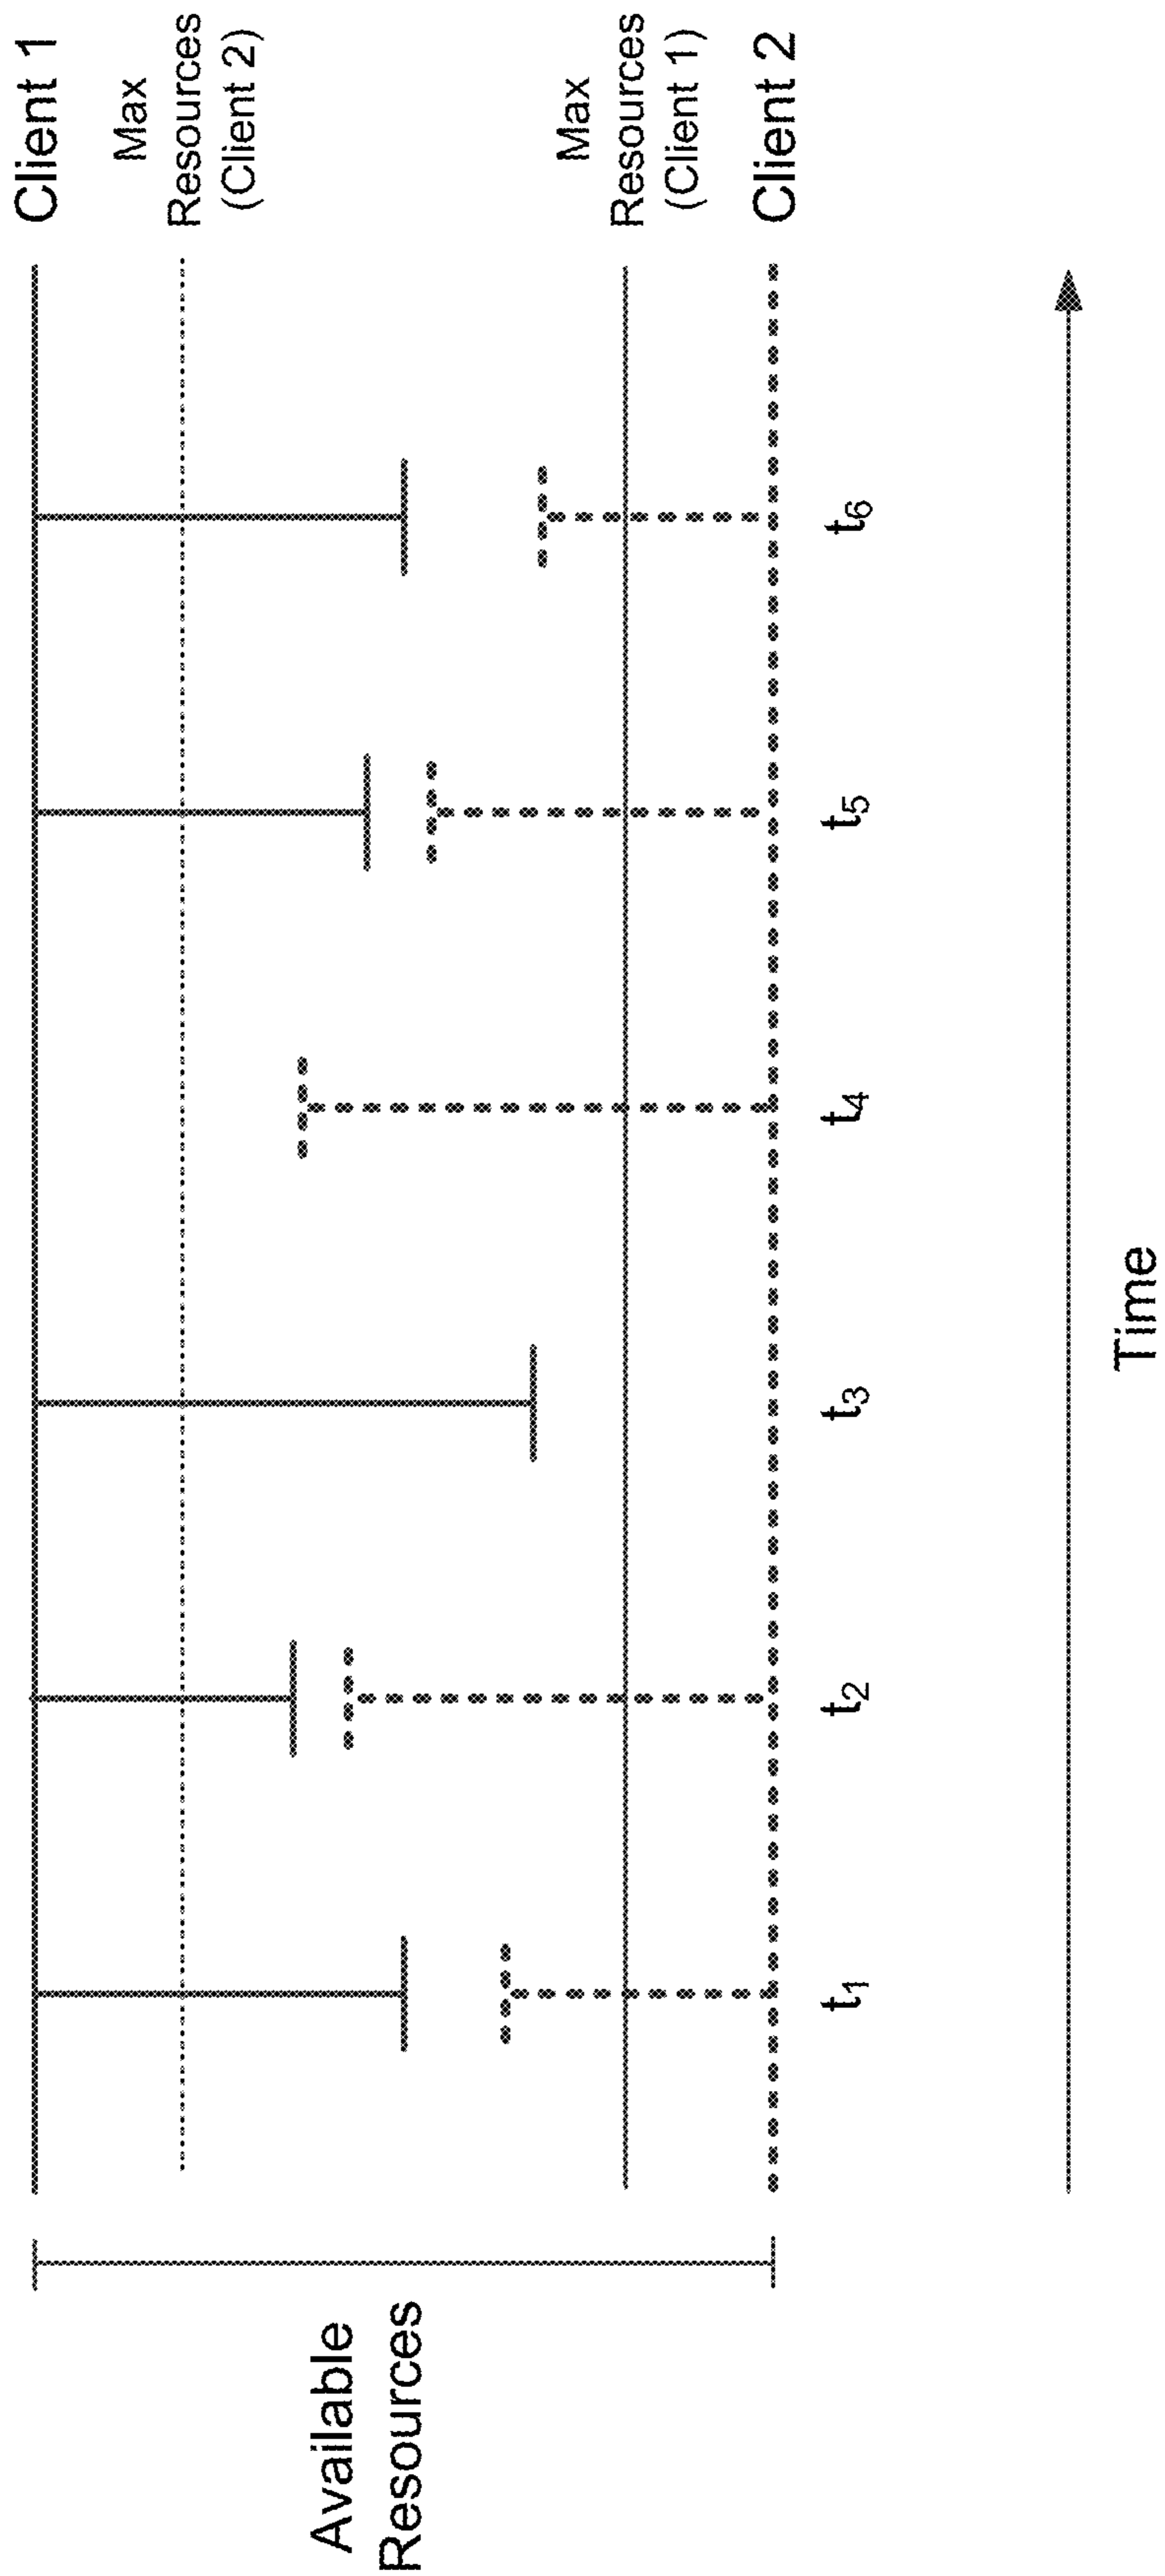 Client 1
Max
Resources
(Client 2)
Available
Resources
Max
Resources
(Client 1)
Client 2
t1
t2
t3
t4
t5
t6
Time